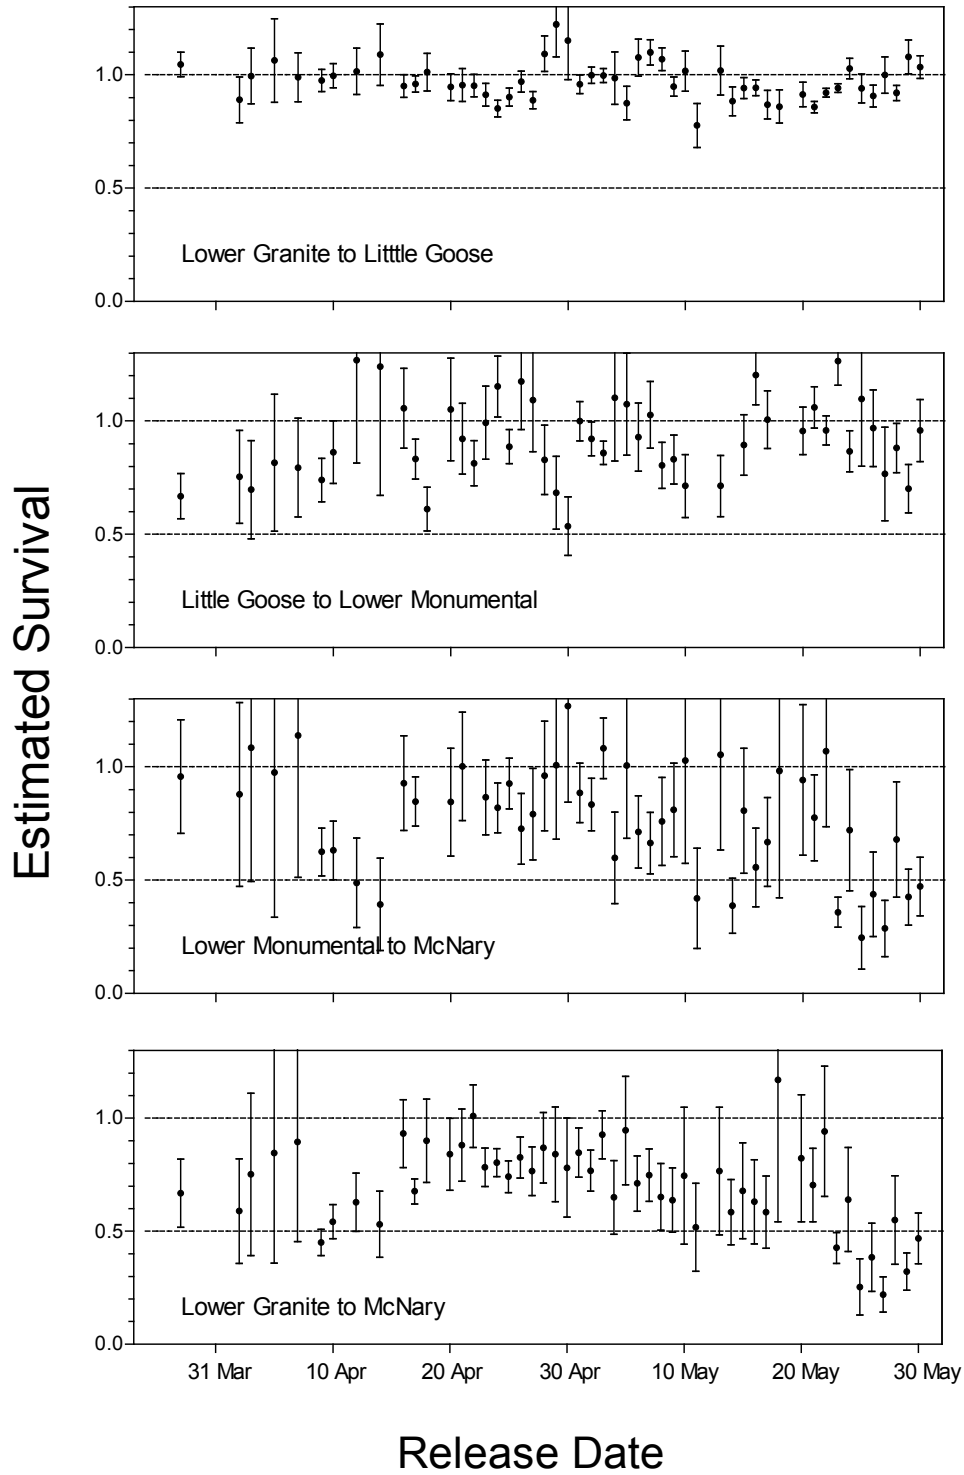 Estimated Survival
1.0
0.5
Lower Granite to Litttle Goose
0.0
1.0
0.5
Little Goose to Lower Monumental
0.0
1.0
0.5
Lower Monumental to McNary
0.0
1.0
0.5
Lower Granite to McNary
0.0
31 Mar 10 Apr 20 Apr 30 Apr 10 May 20 May 30 May
Release Date